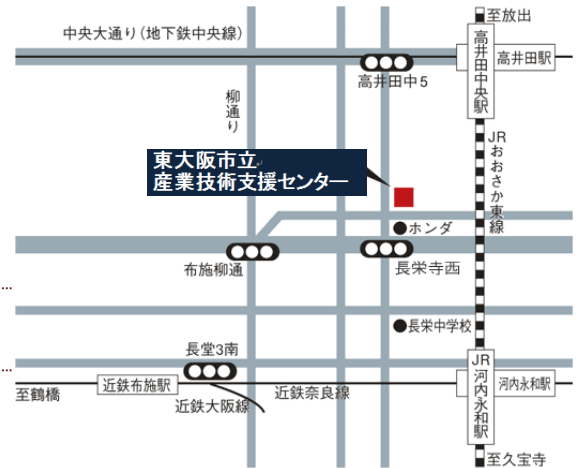 至放出
中央大通り(地下鉄中央線)
高井田中央駅
高井田駅
高井田中5
柳通り
JRおおさか東線
東大阪市立
産業技術支援センター
ホンダ
布施柳通
長栄寺西
長栄中学校
長堂3南
JR河内永和駅
河内永和駅
近鉄布施駅
近鉄奈良線
至鶴橋
近鉄大阪線
至久宝寺